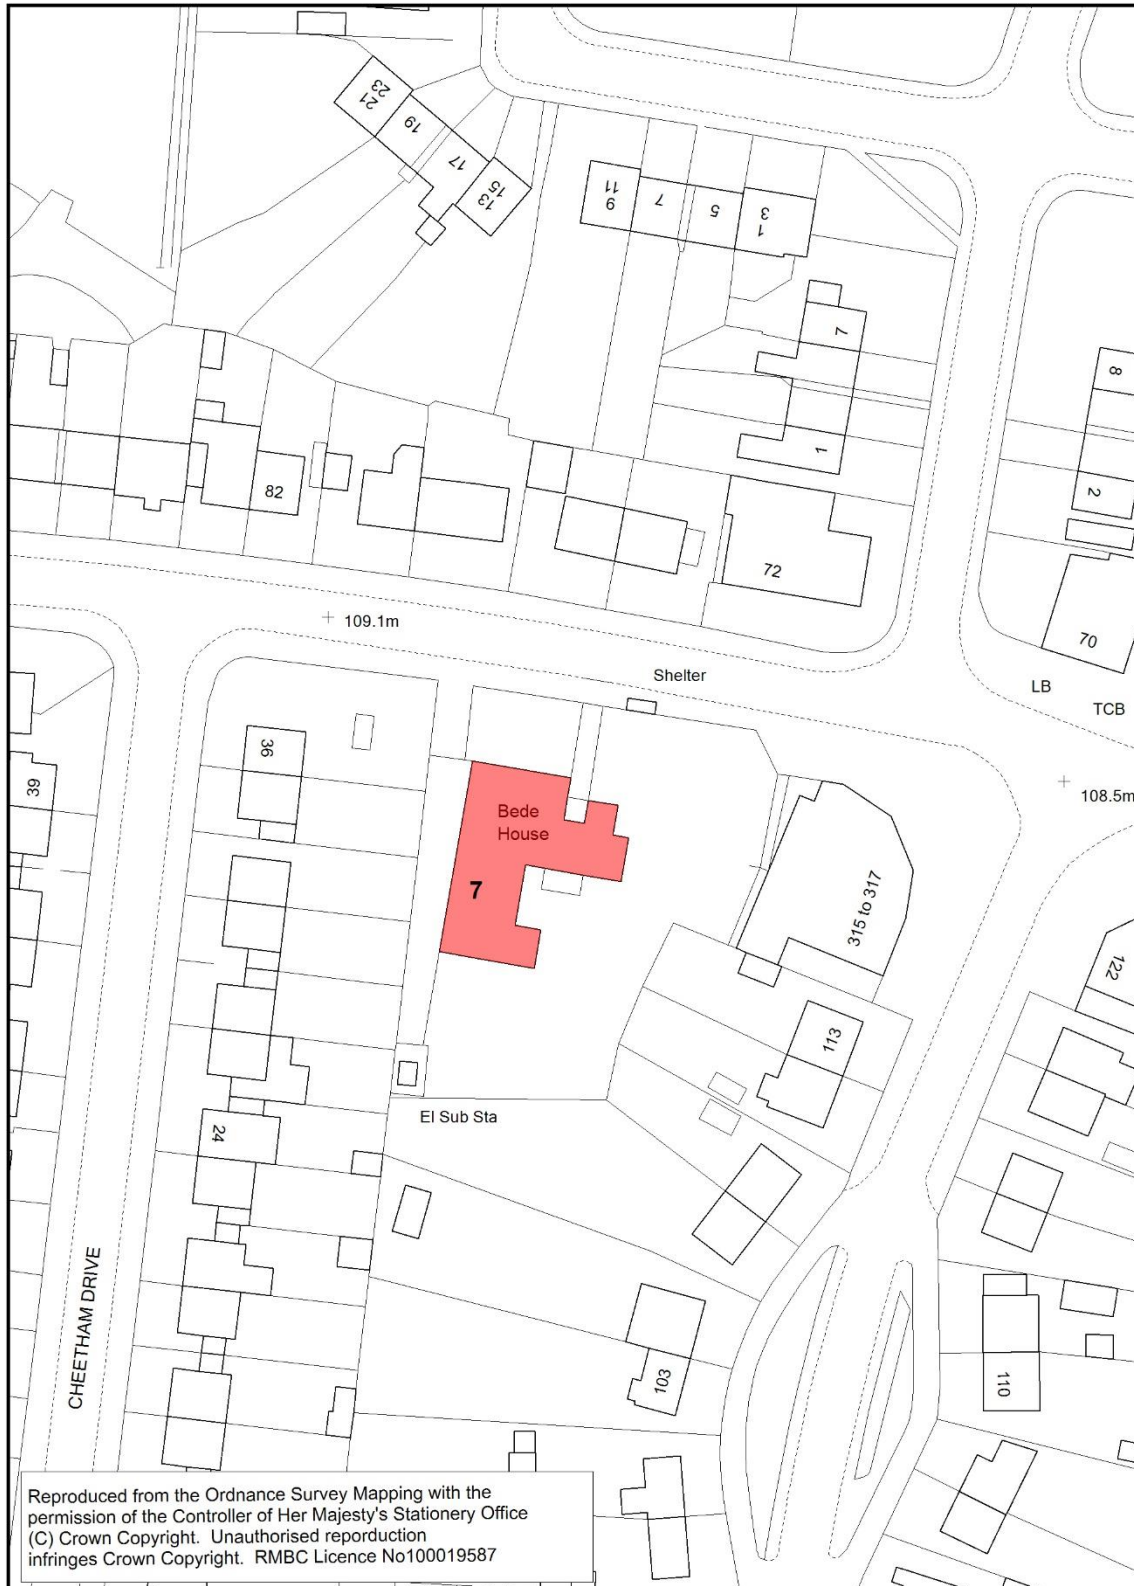 21
23
19
17
13
15
9
11
7
5
3
1
7
8
1
2
82
72
70
109.1m
Shelter
LB
TCB
108.5m
36
39
Bede
House
7
315 to 317
122
113
El Sub Sta
24
CHEETHAM DRIVE
103
110
Reproduced from the Ordnance Survey Mapping with the
permission of the Controller of Her Majesty's Stationery Office
(C) Crown Copyright.  Unauthorised reporduction
infringes Crown Copyright.  RMBC Licence No100019587